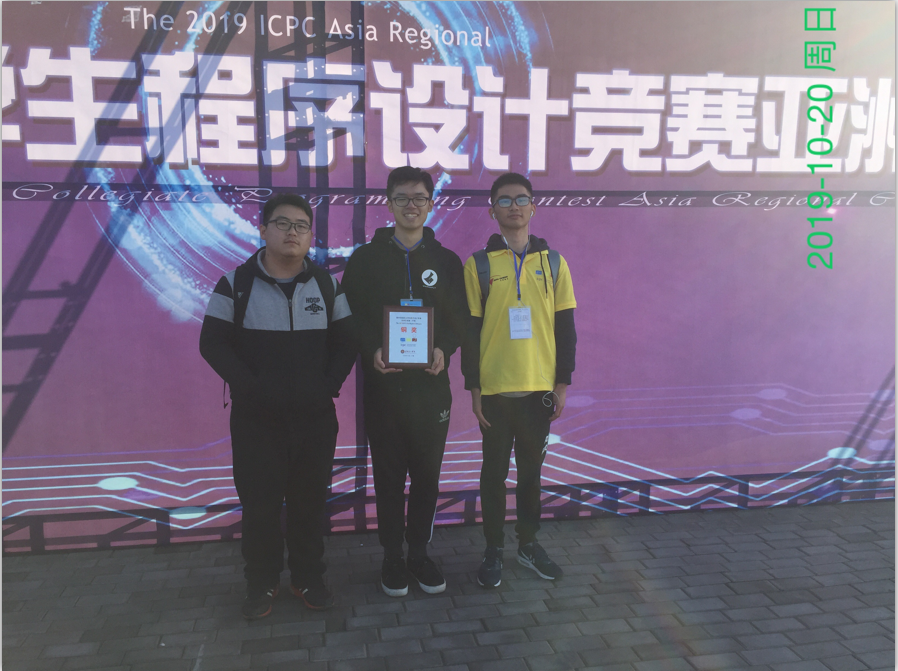 The 2019 ICPC Asia Regional
学生程序设计竞赛亚洲
Collegiate Programming Contest Asia Regional C
2019-10-20 周日